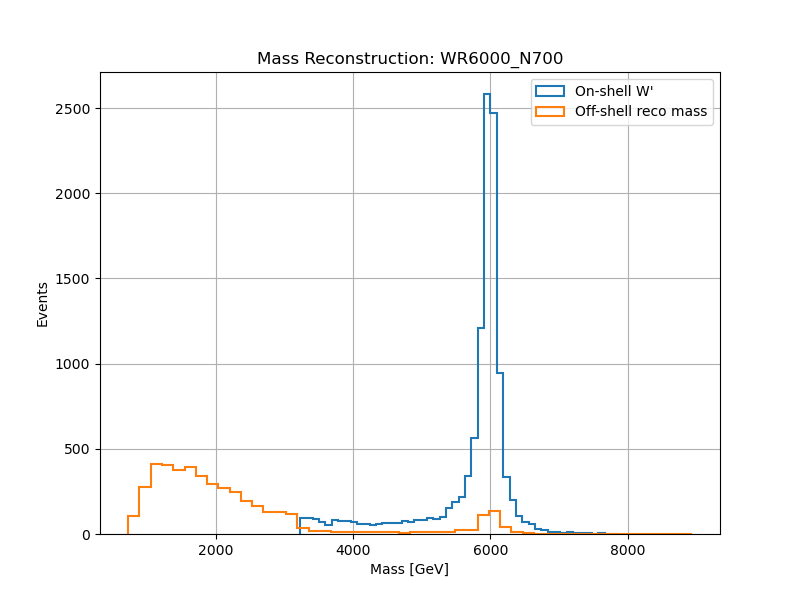 Mass Reconstruction: WR6000_N700
On-shell W'
Off-shell reco mass
2500
2000
1500
1000
500
0
Events
2000
4000
6000
8000
Mass [GeV]